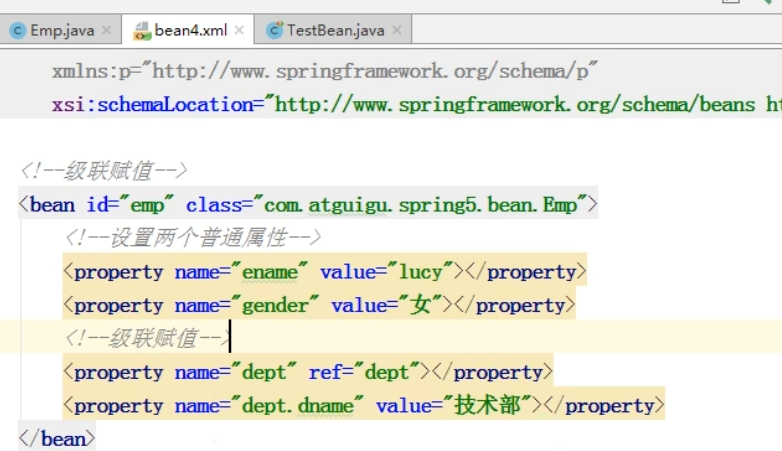 Emp.java
bean4.xml
TestBean.java
xmlns:p="http://www.springframework.org/schema/p"
xsi:schemaLocation="http://www.springframework.org/schema/beans
<!--级联赋值-->
<bean id="emp" class="com.atguigu.spring5.bean.Emp">
<!--设置两个普通属性-->
<property name="ename" value="lucy"></property>
<property name="gender" value="女"></property>
<!--级联赋值-->
<property name="dept" ref="dept"></property>
<property name="dept.dname" value="技术部"></property>
</bean>